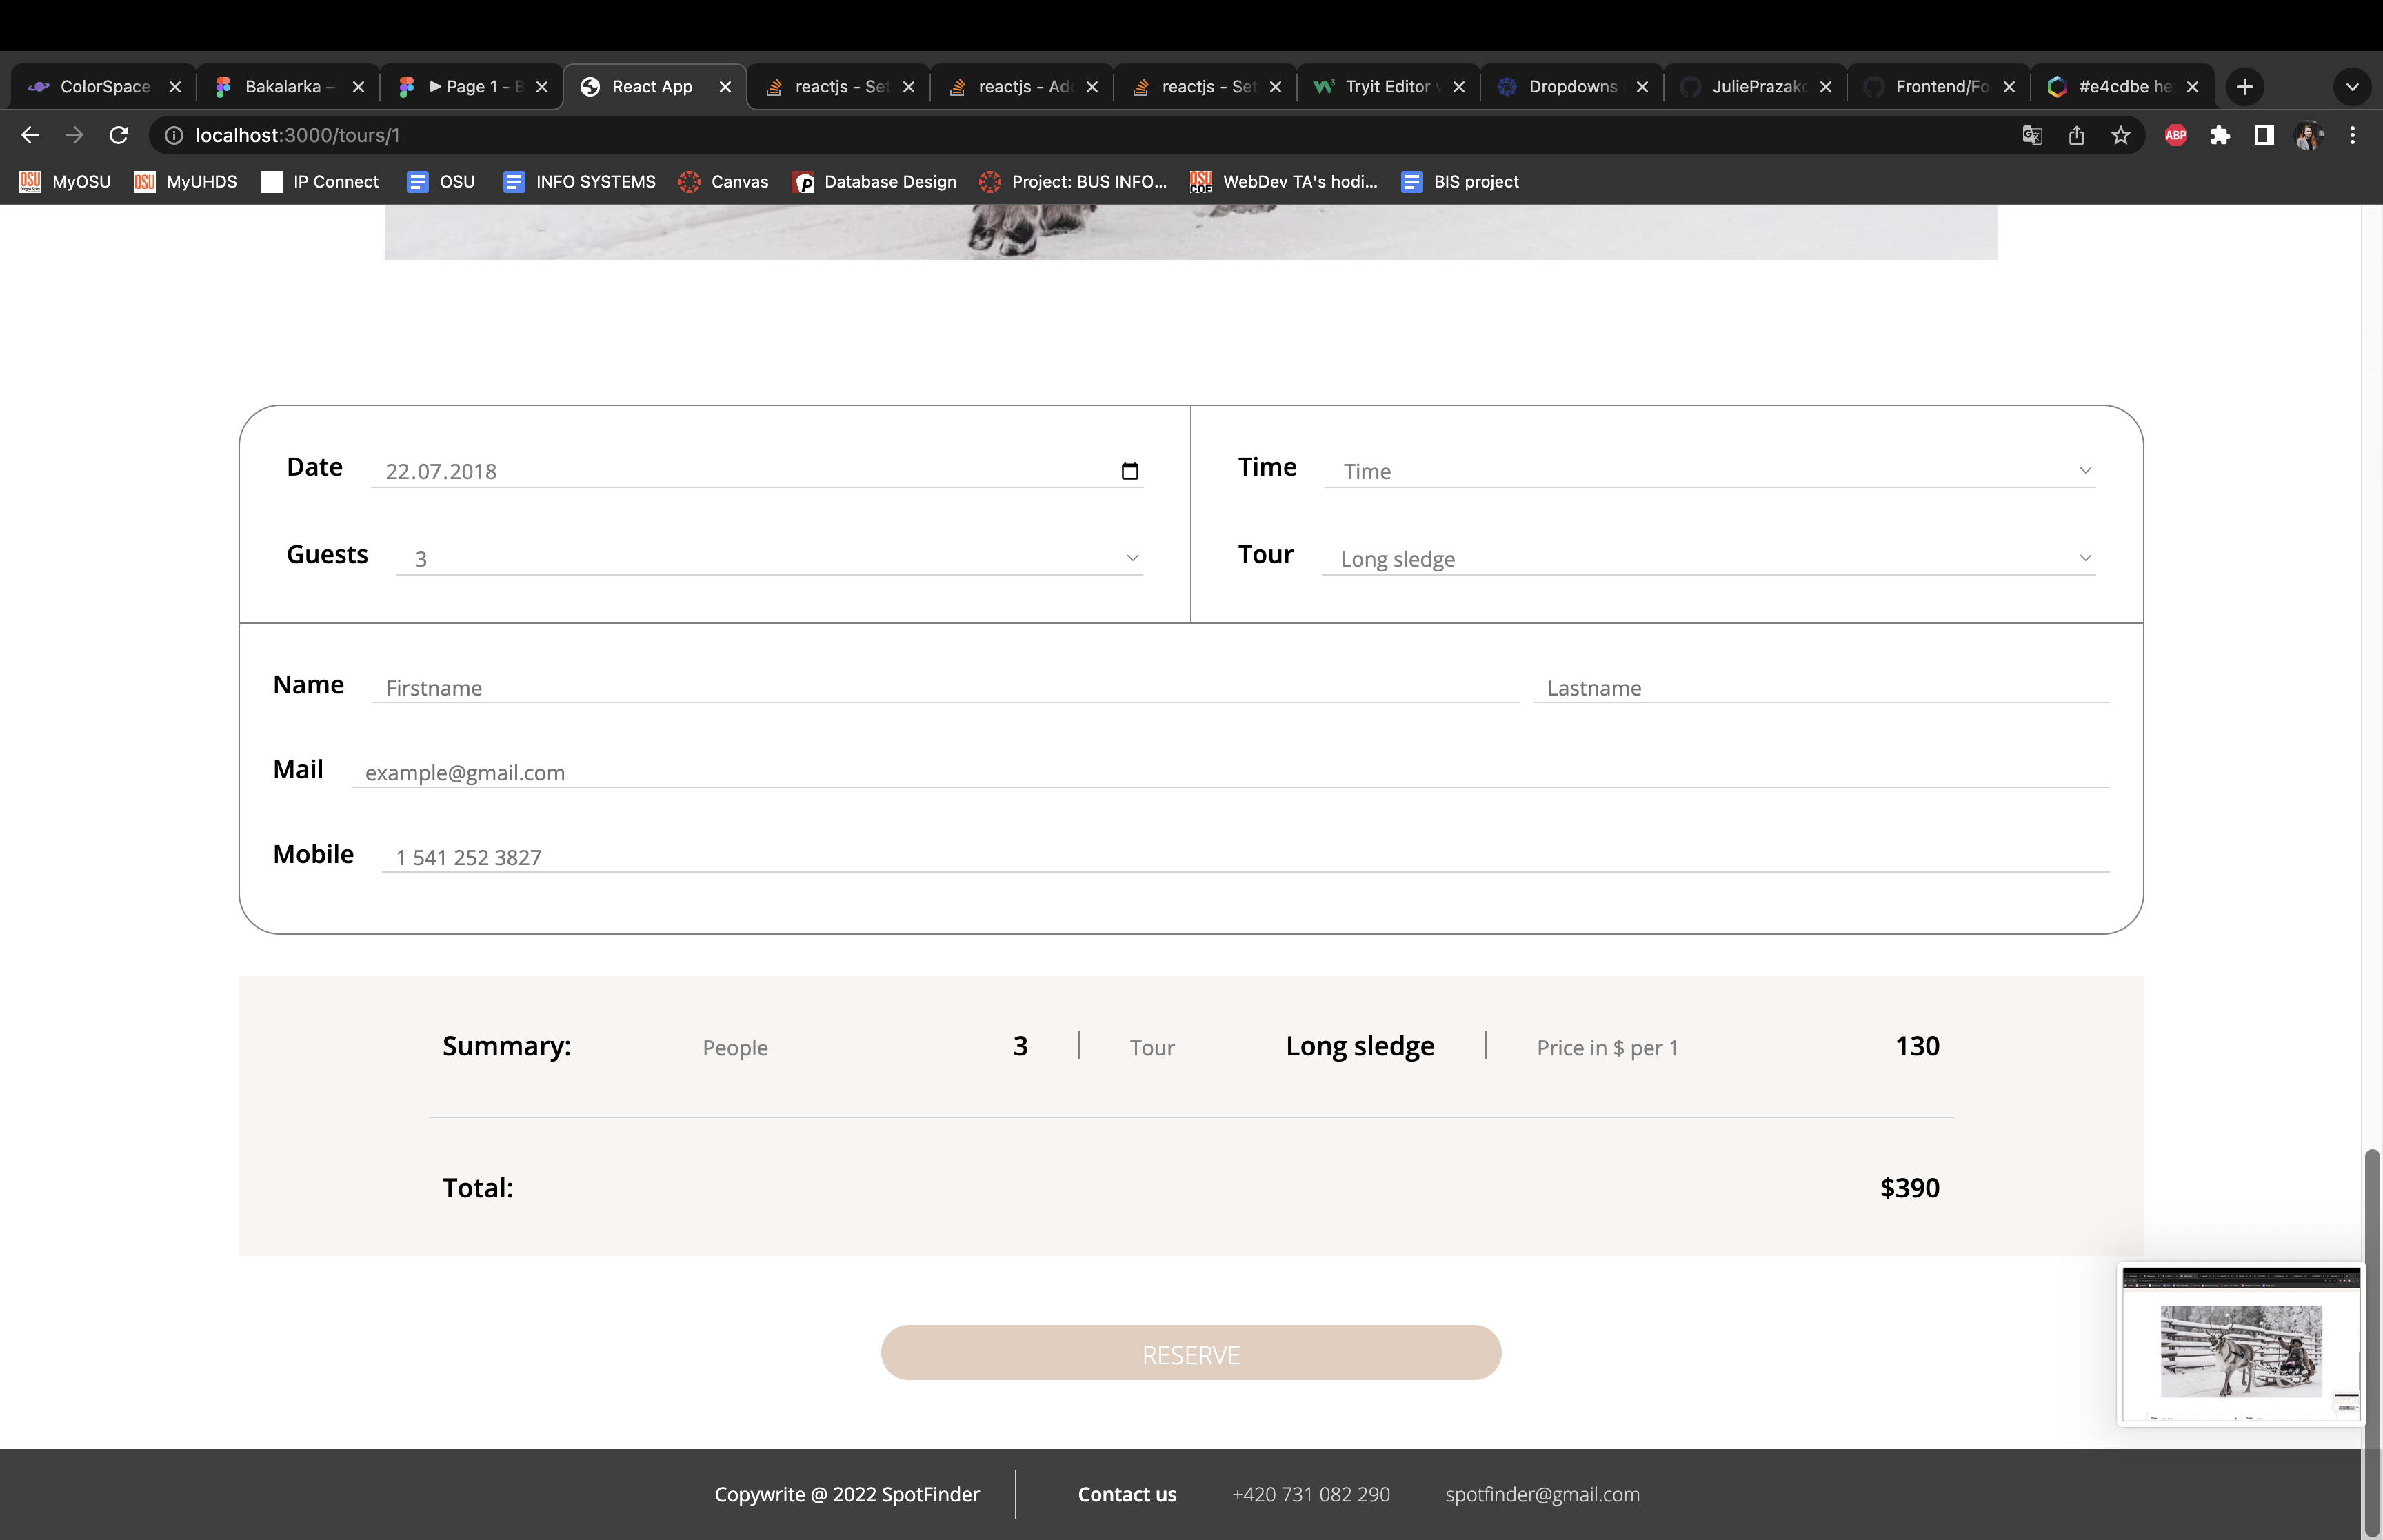 ColorSpace Bakalarka – Page 1 - B React App reactjs - Set reactjs - Ad reactjs - Set Tryit Editor v Dropdowns JuliePrazak Frontend/Fo #e4cdbe he
localhost:3000/tours/1 ABP
MyOSU MyUHDS IP Connect OSU INFO SYSTEMS Canvas Database Design Project: BUS INFO... WebDev TA's hodi... BIS project
Date 22.07.2018 Time Time
Guests 3 Tour Long sledge
Name Firstname Lastname
Mail example@gmail.com
Mobile 1 541 252 3827
Summary: People 3 Tour Long sledge Price in $ per 1 130
Total: $390
RESERVE
Copywrite @ 2022 SpotFinder Contact us +420 731 082 290 spotfinder@gmail.com